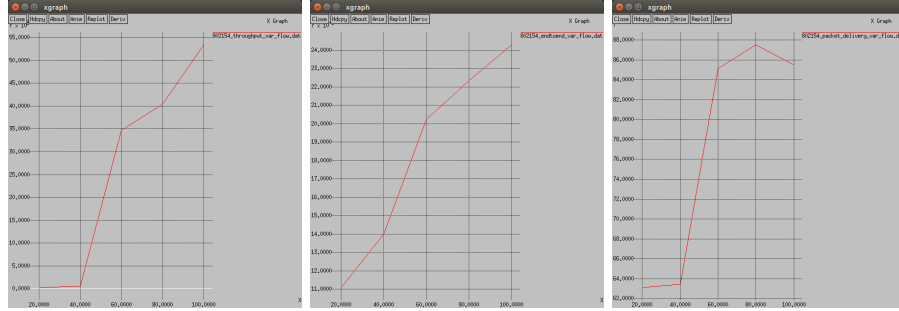 xgraph
Close Hdcpy About Anim Replot Deriv
X Graph
802154_throughput_var_flow.dat
55.0000
50.0000
45.0000
40.0000
35.0000
30.0000
25.0000
20.0000
15.0000
10.0000
5.0000
0.0000
20.0000 40.0000 60.0000 80.0000 100.0000
X
xgraph
Close Hdcpy About Anim Replot Deriv
X Graph
802154_endtoend_var_flow.dat
24.0000
23.0000
22.0000
21.0000
20.0000
19.0000
18.0000
17.0000
16.0000
15.0000
14.0000
13.0000
12.0000
11.0000
20.0000 40.0000 60.0000 80.0000 100.0000
X
xgraph
Close Hdcpy About Anim Replot Deriv
X Graph
802154_packet_delivery_var_flow.dat
88.0000
86.0000
84.0000
82.0000
80.0000
78.0000
76.0000
74.0000
72.0000
70.0000
68.0000
66.0000
64.0000
62.0000
20.0000 40.0000 60.0000 80.0000 100.0000